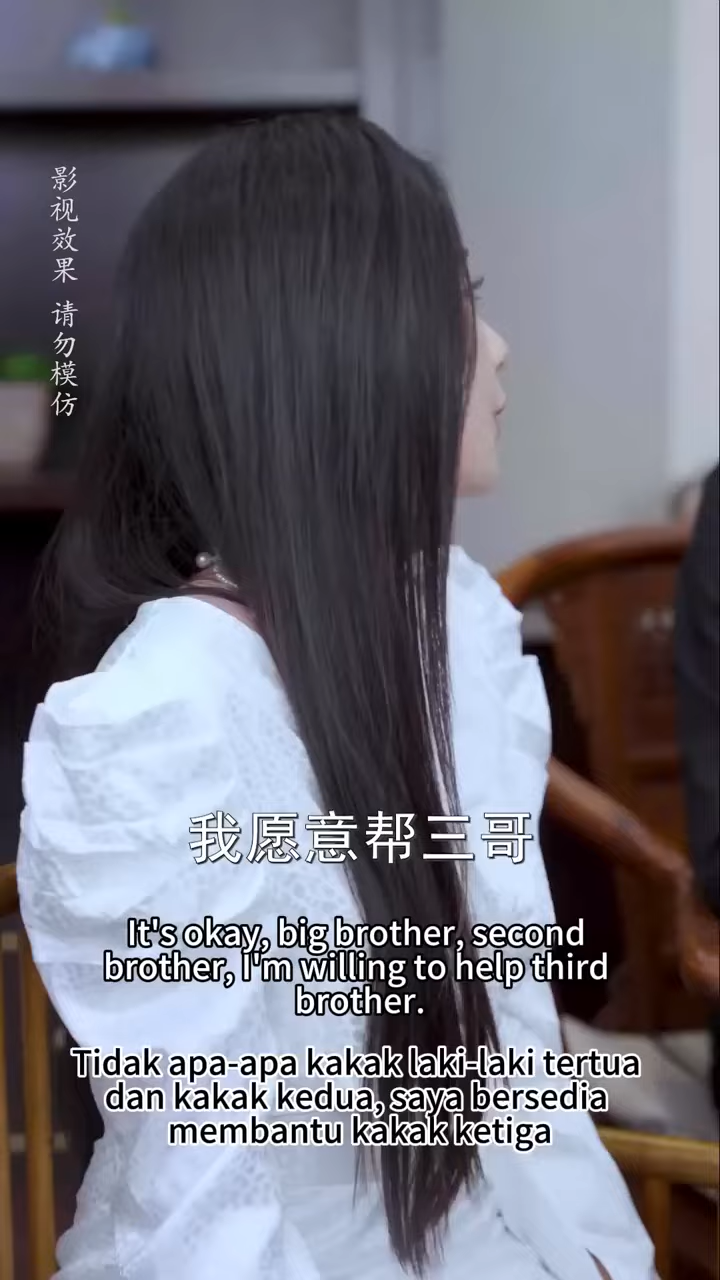 影视效果 请勿模仿
我愿意帮三哥
It's okay, big brother, second
brother, I'm willing to help third
brother.
Tidak apa-apa kakak laki-laki tertua
dan kakak kedua, saya bersedia
membantu kakak ketiga